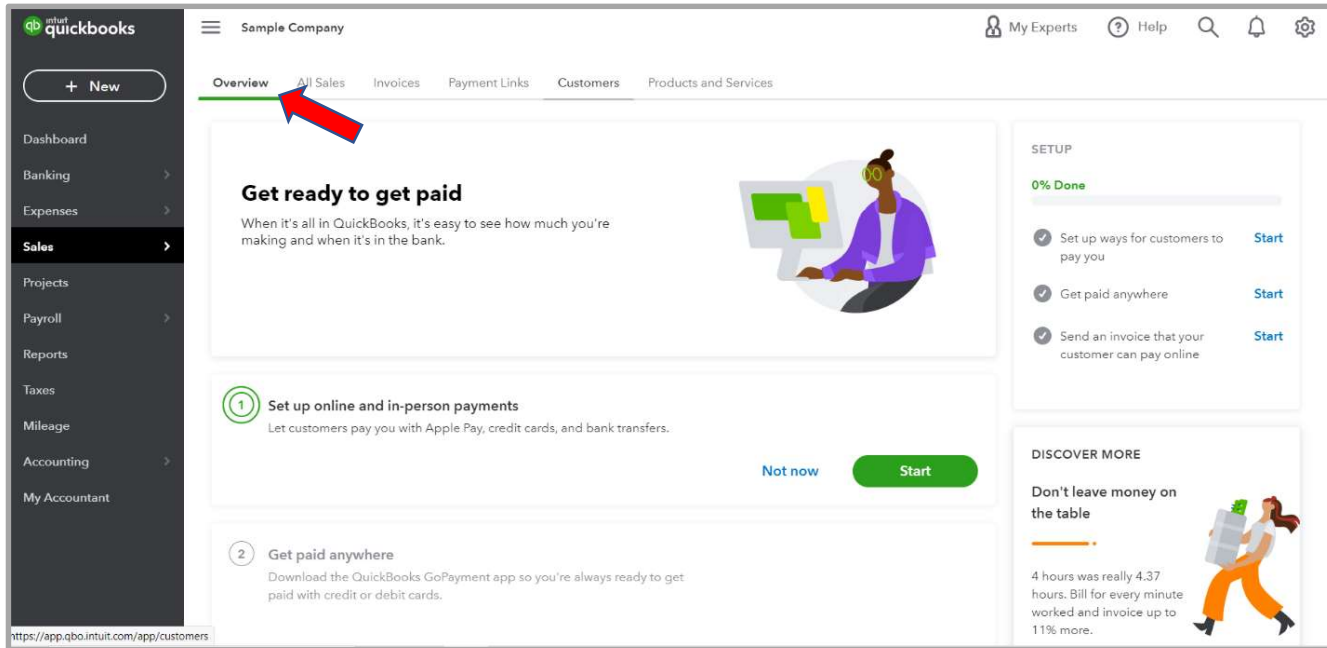 qb intuit quickbooks
Sample Company
My Experts
Help
+ New
Overview
All Sales
Invoices
Payment Links
Customers
Products and Services
Dashboard
Banking
Expenses
Sales
Projects
Payroll
Reports
Taxes
Mileage
Accounting
My Accountant
Get ready to get paid
When it's all in QuickBooks, it's easy to see how much you're
making and when it's in the bank.
1
Set up online and in-person payments
Let customers pay you with Apple Pay, credit cards, and bank transfers.
Not now
Start
2
Get paid anywhere
Download the QuickBooks GoPayment app so you're always ready to get
paid with credit or debit cards.
SETUP
0% Done
Set up ways for customers to
pay you
Start
Get paid anywhere
Start
Send an invoice that your
customer can pay online
Start
DISCOVER MORE
Don't leave money on
the table
4 hours was really 4.37
hours. Bill for every minute
worked and invoice up to
11% more.
https://app.qbo.intuit.com/app/customers